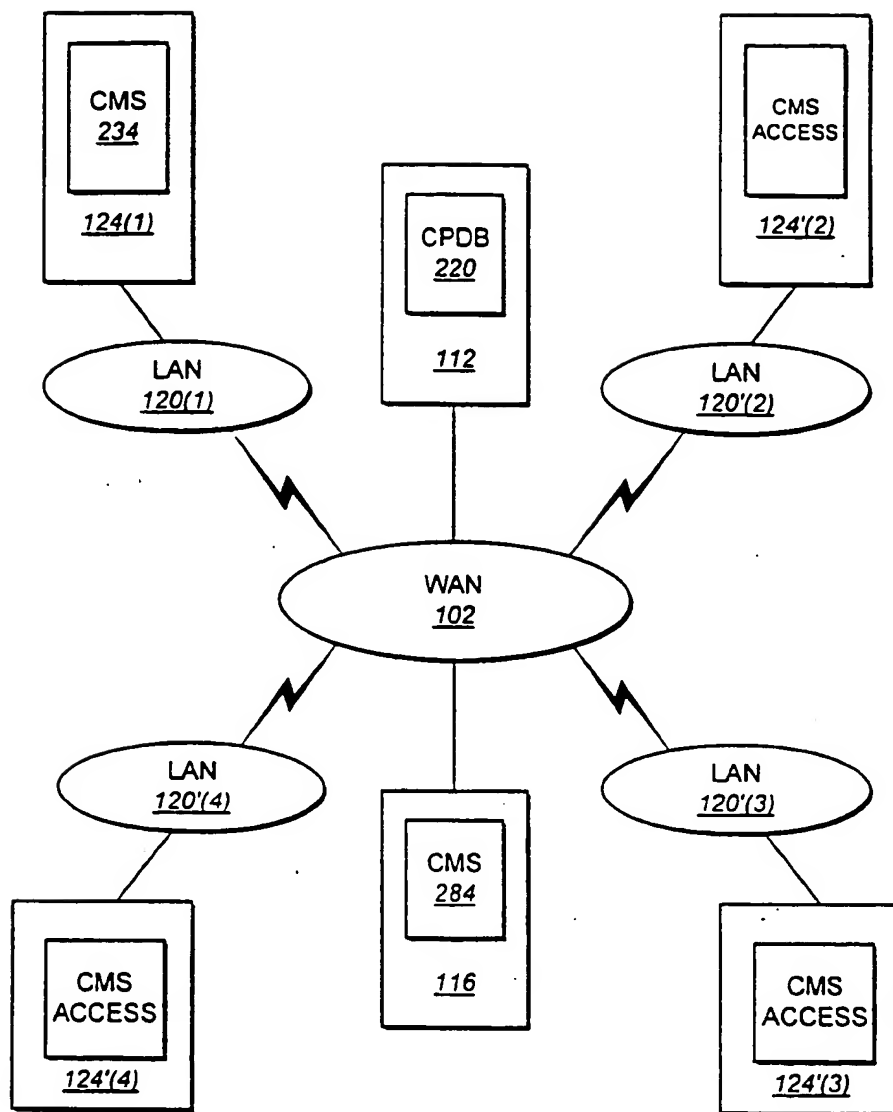 CMS
234
124(1)
CMS
ACCESS
124'(2)
CPDB
220
112
LAN
120(1)
LAN
120'(2)
WAN
102
LAN
120'(4)
LAN
120'(3)
CMS
284
116
CMS
ACCESS
124'(4)
CMS
ACCESS
124'(3)